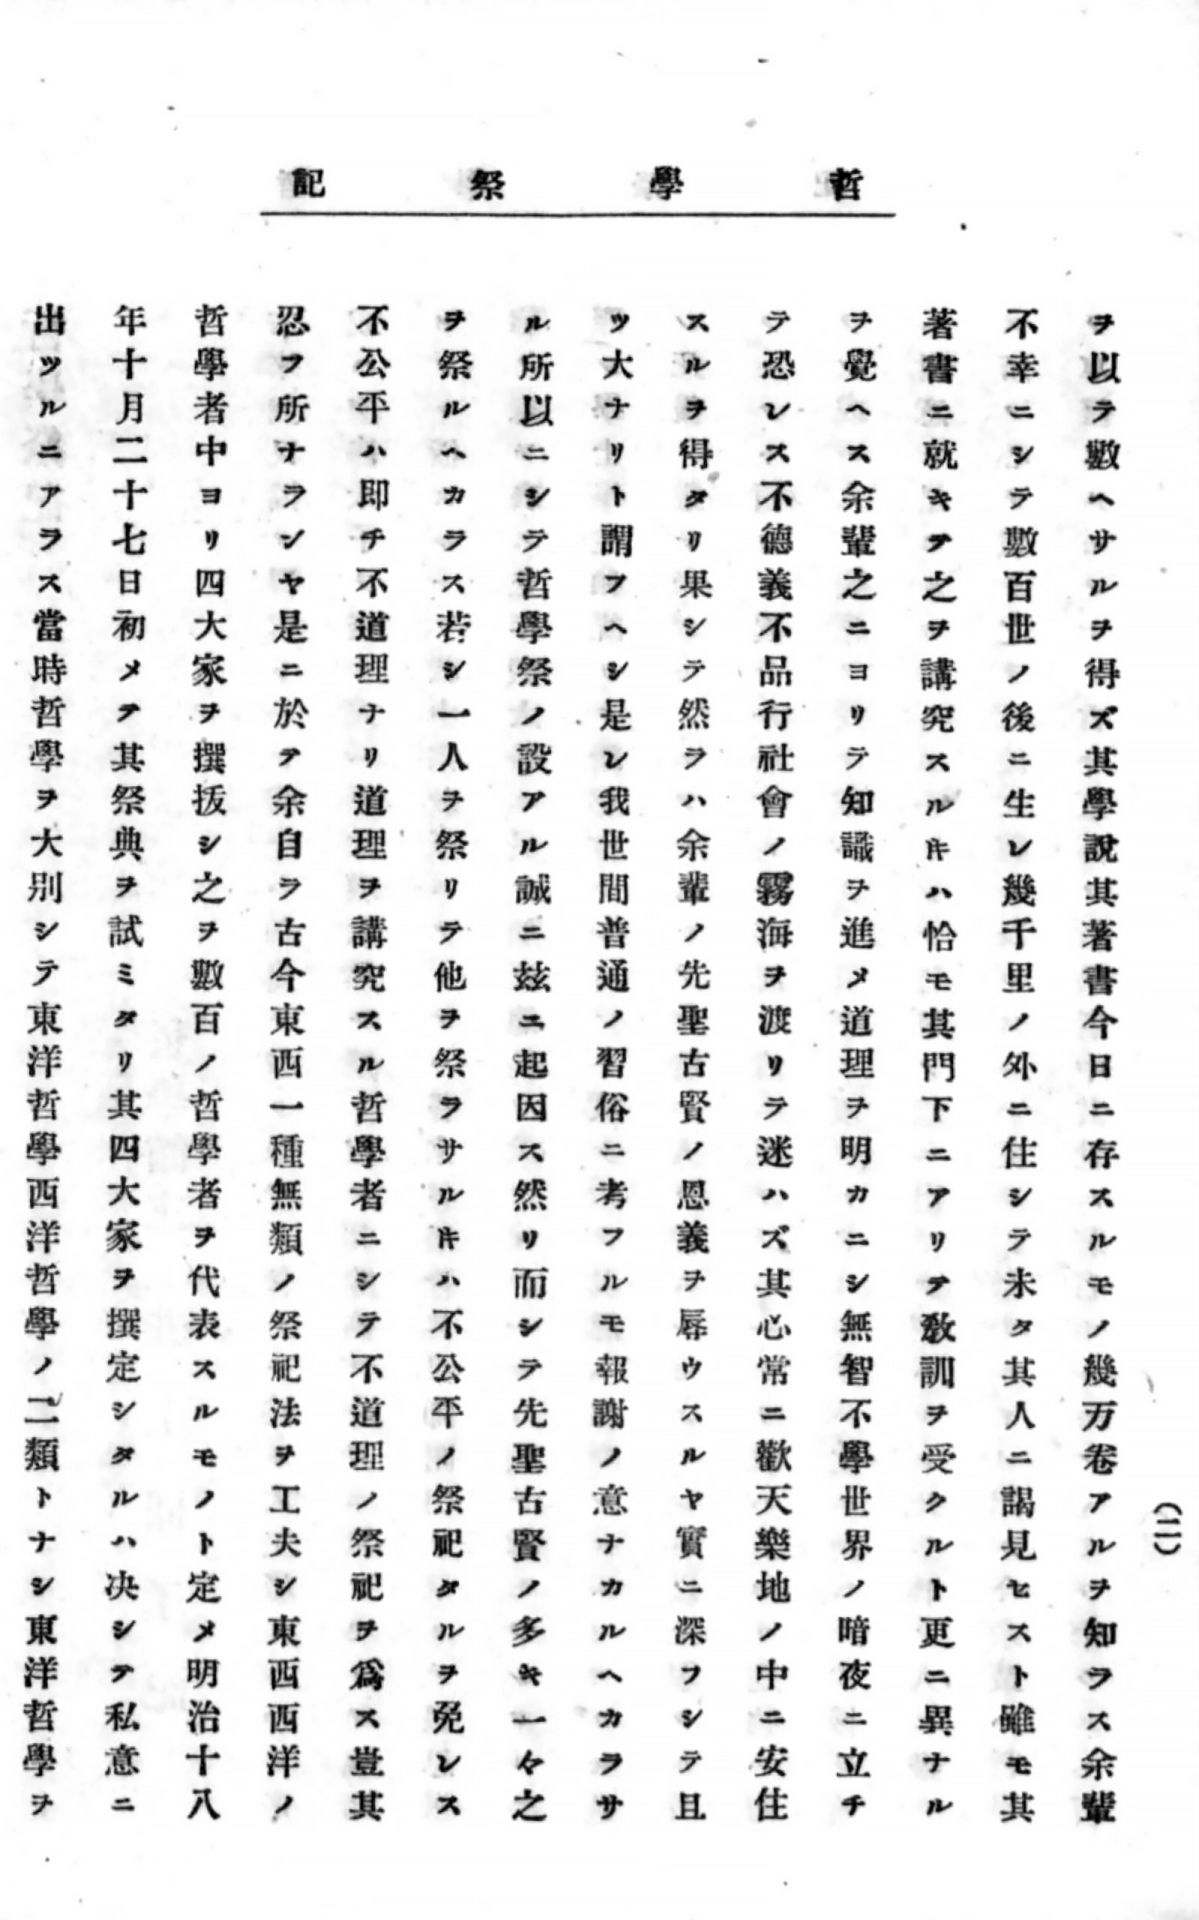 哲學祭記
(二)
ヲ以テ數ヘサルヲ得ズ其學說其著書今日ニ存スルモノ幾万卷アルヲ知ラス余輩
不幸ニシテ數百世ノ後ニ生レ幾千里ノ外ニ住シテ未タ其人ニ謁見セスト雖モ其
著書ニ就キテ之ヲ講究スルヰハ恰モ其門下ニアリテ敎訓ヲ受クルト更ニ異ナル
ヲ覺ヘス余輩之ニヨリテ知識ヲ進メ道理ヲ明カニシ無智不學世界ノ暗夜ニ立チ
テ恐レス不德義不品行社會ノ霧海ヲ渡リテ迷ハズ其心常ニ歡天樂地ノ中ニ安住
スルヲ得タリ果シテ然ラハ余輩ノ先聖古賢ノ恩義ヲ辱ウスルヤ實ニ深フシテ且
ツ大ナリト謂フヘシ是レ我世間普通ノ習俗ニ考フルモ報謝ノ意ナカルヘカラサ
ル所以ニシテ哲學祭ノ設アル誠ニ玆ニ起因ス然リ而シテ先聖古賢ノ多キ一々之
ヲ祭ルヘカラス若シ一人ヲ祭リテ他ヲ祭ラサルヰハ不公平ノ祭祀タルヲ免レス
不公平ハ即チ不道理ナリ道理ヲ講究スル哲學者ニシテ不道理ノ祭祀ヲ爲ス豈其
忍フ所ナランヤ是ニ於テ余自ラ古今東西一種無類ノ祭祀法ヲ工夫シ東西西洋ノ
哲學者中ヨリ四大家ヲ撰拔シ之ヲ數百ノ哲學者ヲ代表スルモノト定メ明治十八
年十月二十七日初メテ其祭典ヲ試ミタリ其四大家ヲ撰定シタルハ决シテ私意ニ
出ツルニアラス當時哲學ヲ大別シテ東洋哲學西洋哲學ノ二類トナシ東洋哲學ヲ